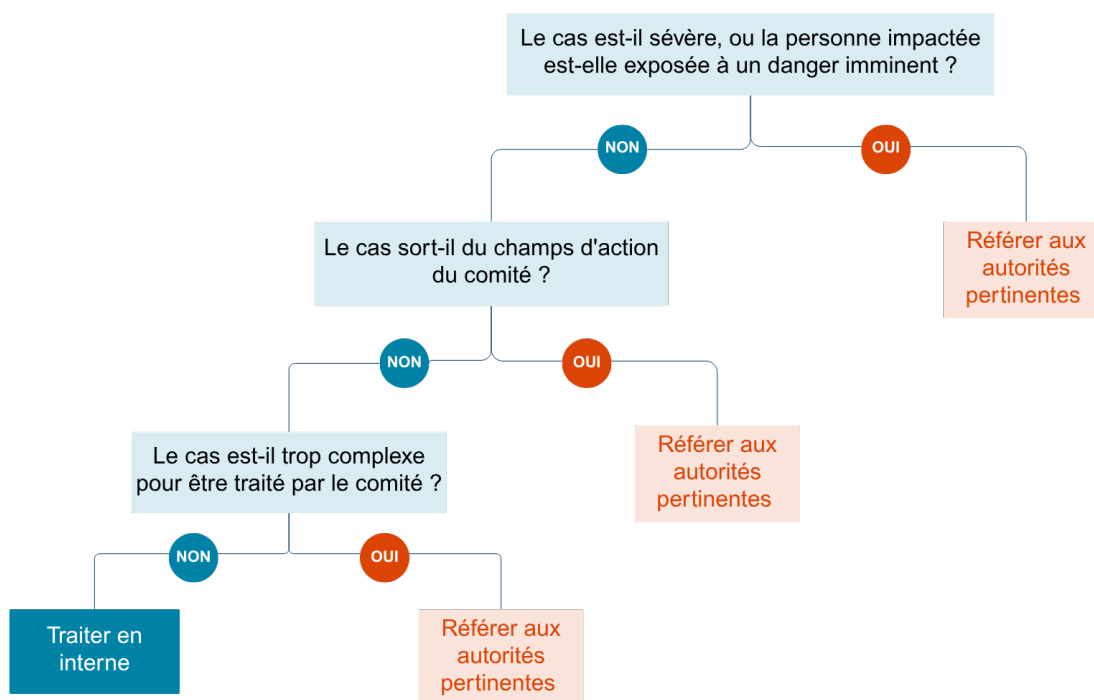 Le cas est-il sévère, ou la personne impactée
est-elle exposée à un danger imminent ?
NON
OUI
Le cas sort-il du champs d'action
du comité ?
Référer aux
autorités
pertinentes
NON
OUI
Le cas est-il trop complexe
pour être traité par le comité ?
Référer aux
autorités
pertinentes
NON
OUI
Traiter en
interne
Référer aux
autorités
pertinentes